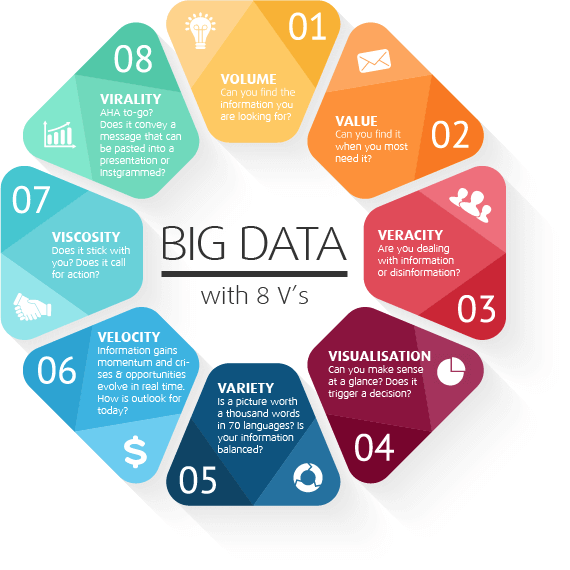 BIG DATA
with 8 V's
01
VOLUME
Can you find the
information you
are looking for?
VALUE
Can you find it
when you most
need it?
02
VERACITY
Are you dealing
with information
or disinformation?
03
VISUALISATION
Can you make sense
at a glance? Does it
trigger a decision?
04
VARIETY
Is a picture worth
a thousand words
in 70 languages? Is
your information
balanced?
05
VELOCITY
Information gains
momentum and cri-
ses & opportunities
evolve in real time.
How is outlook for
today?
06
$
07
VISCOSITY
Does it stick with
you? Does it call
for action?
08
VIRALITY
AHA to-go?
Does it convey a
message that can
be pasted into a
presentation or
instgrammed?